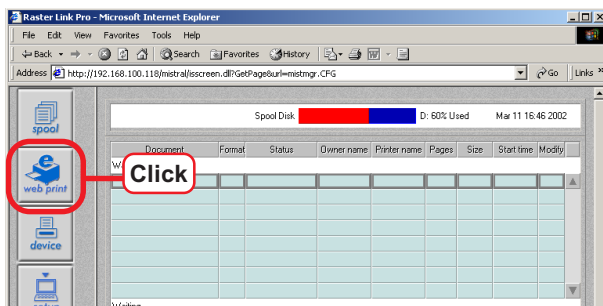 Raster Link Pro - Microsoft Internet Explorer
File Edit View Favorites Tools Help
Back Search Favorites History
Address http://192.168.100.118/mistral/isscreen.dll?GetPage&url=mistmgr.CFG Go Links »
spool
Spool Disk D: 60% Used Mar 11 16:46 2002
Document Format Status Owner name Printer name Pages Size Start time Modify
web print
Click
device
Waiting